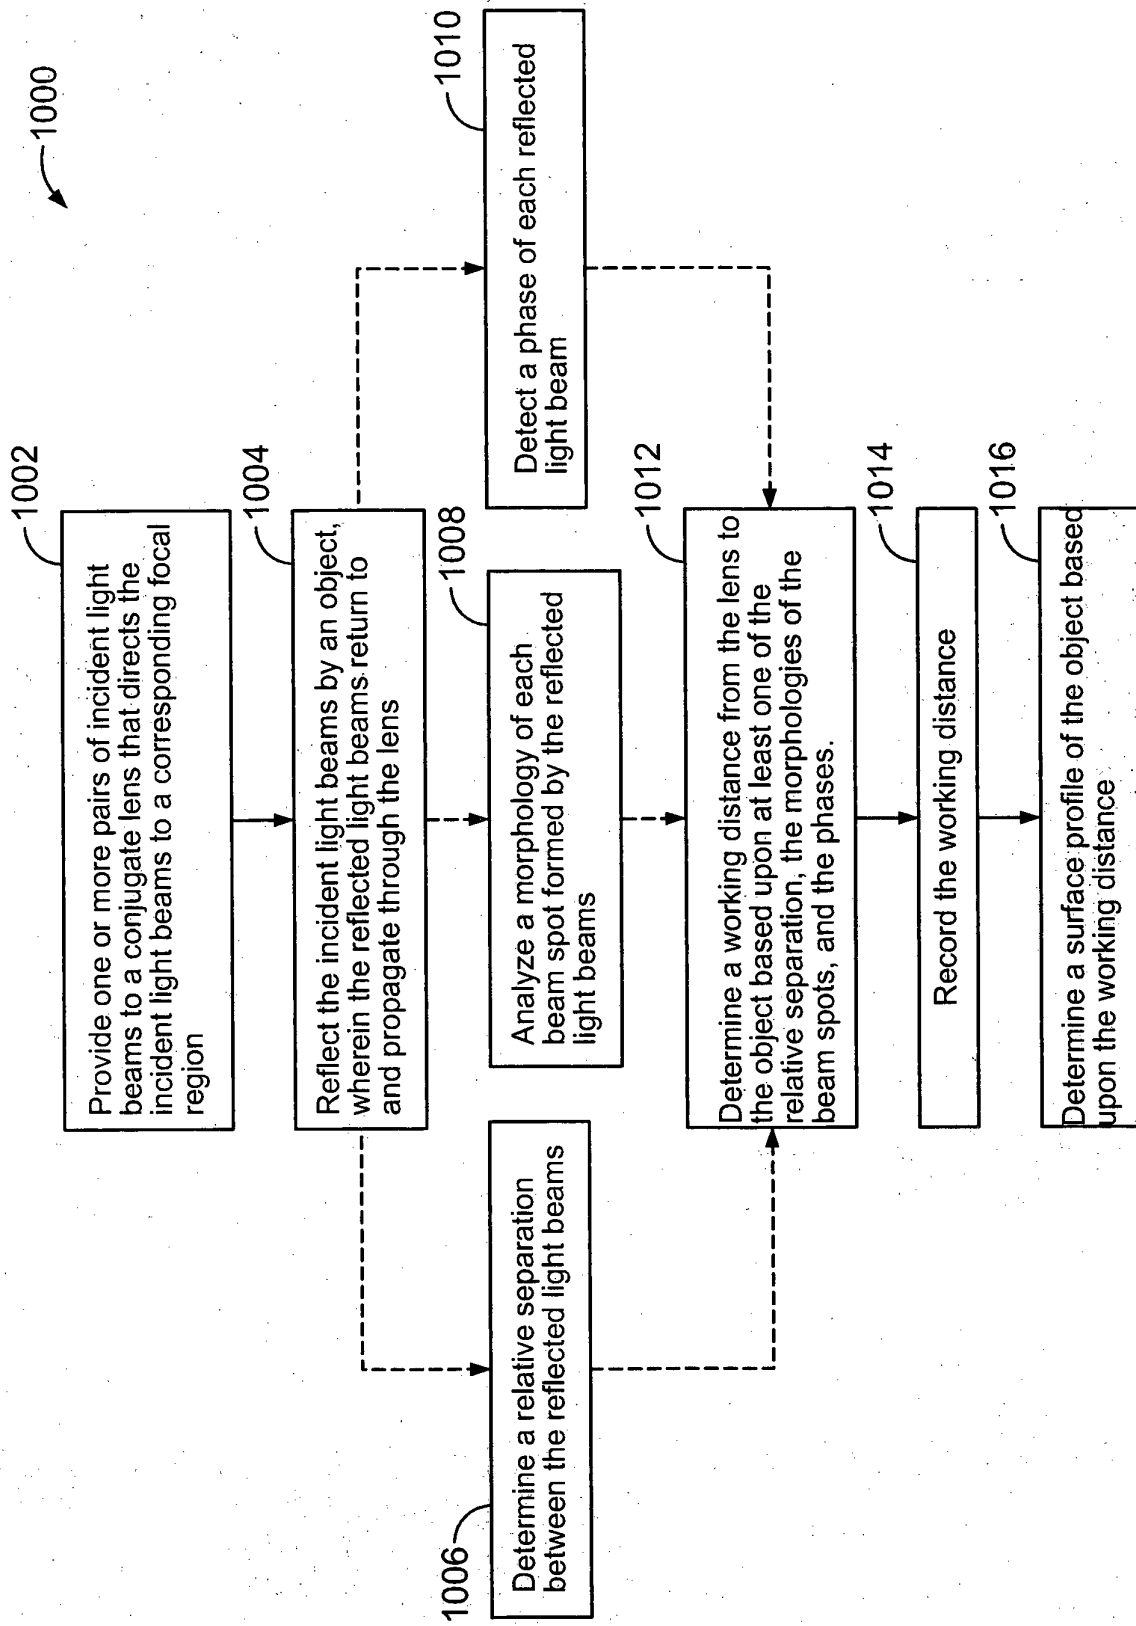 1000
1002
Provide one or more pairs of incident light
beams to a conjugate lens that directs the
incident light beams to a corresponding focal
region
1004
Reflect the incident light beams by an object,
wherein the reflected light beams return to
and propagate through the lens
1006
Determine a relative separation
between the reflected light beams
1008
Analyze a morphology of each
beam spot formed by the reflected
light beams
1010
Detect a phase of each reflected
light beam
1012
Determine a working distance from the lens to
the object based upon at least one of the
relative separation, the morphologies of the
beam spots, and the phases.
1014
Record the working distance
1016
Determine a surface profile of the object based
upon the working distance